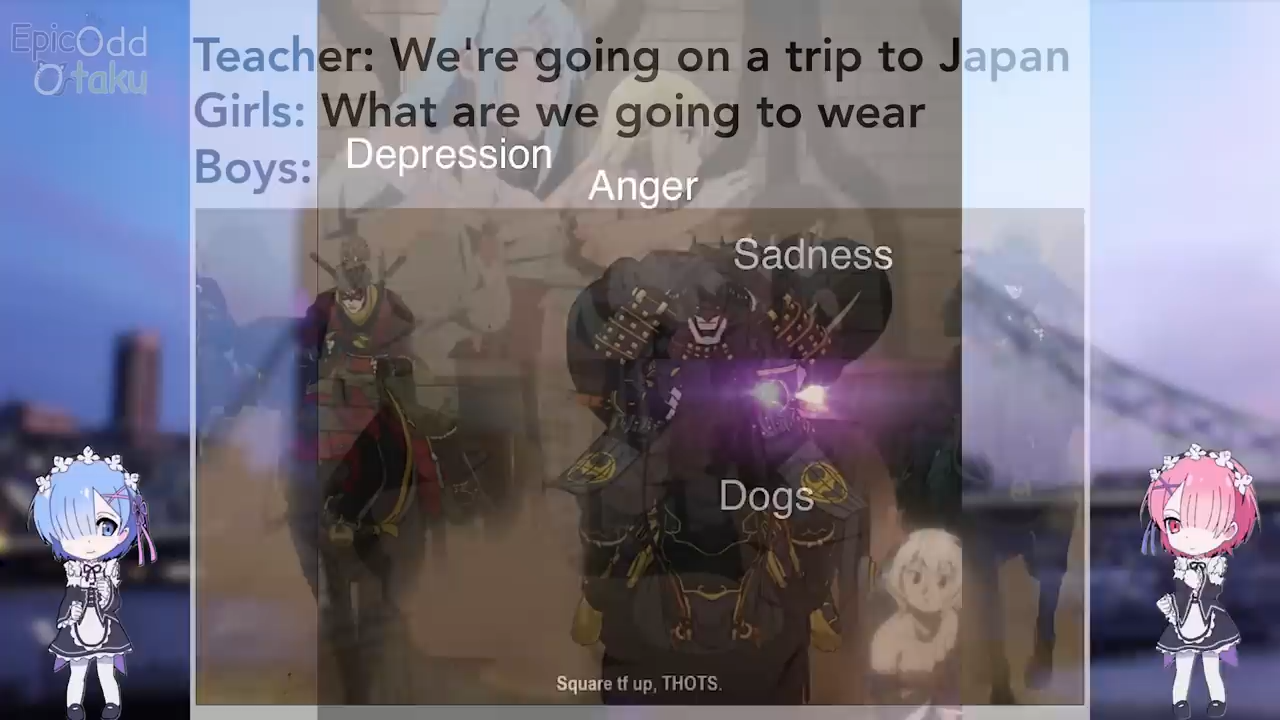 EpicOdd
Otaku
Teacher: We're going on a trip to Japan
Girls: What are we going to wear
Boys:
Depression
Anger
Sadness
Dogs
Square tf up, THOTS.